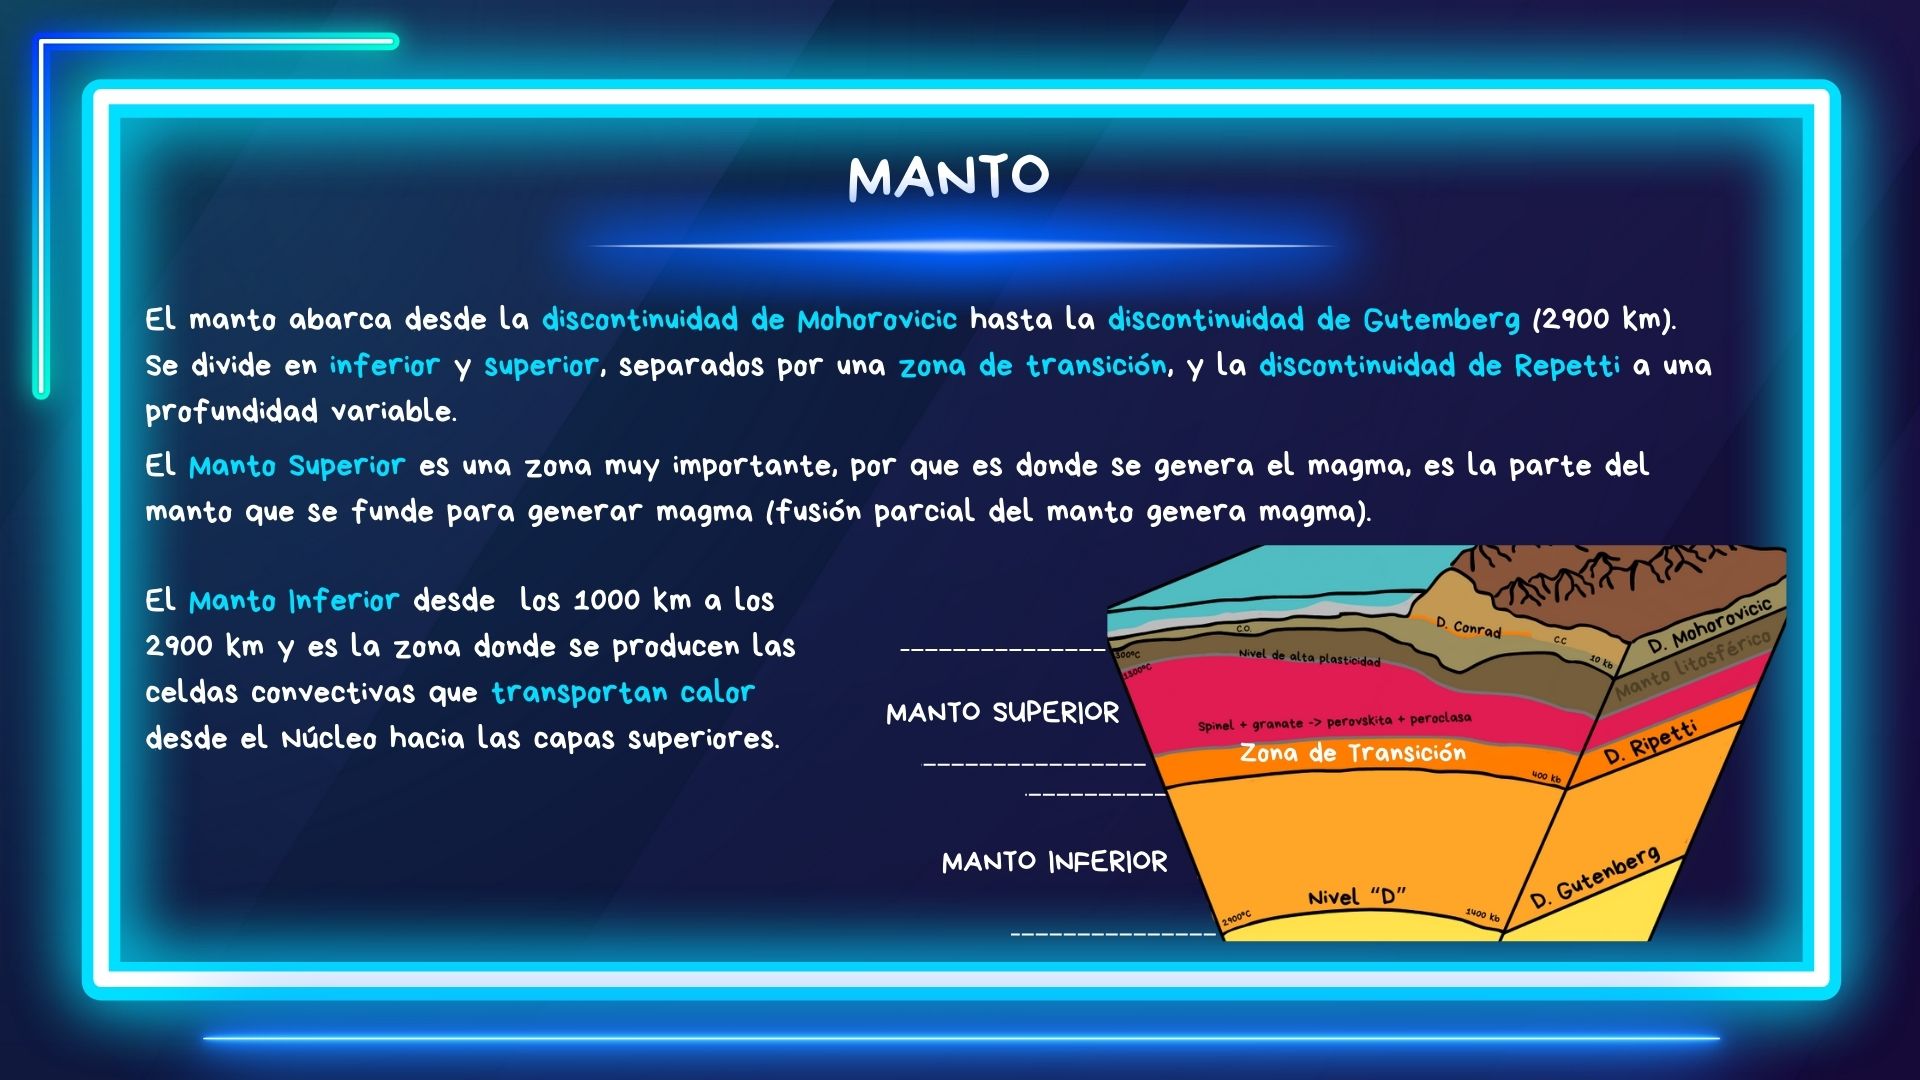 MANTO
El manto abarca desde la discontinuidad de Mohorovicic hasta la discontinuidad de Gutemberg (2900 km).
Se divide en inferior y superior, separados por una zona de transición, y la discontinuidad de Repetti a una
profundidad variable.
El Manto Superior es una zona muy importante, por que es donde se genera el magma, es la parte del
manto que se funde para generar magma (fusión parcial del manto genera magma).
El Manto Inferior desde los 1000 km a los
2900 km y es la zona donde se producen las
celdas convectivas que transportan calor
desde el Núcleo hacia las capas superiores.
MANTO SUPERIOR
MANTO INFERIOR
C.O.
D. Conrad
C.C
10 kb
D. Mohorovicic
Manto litosférico
500°C
1300°C
Nivel de alta plasticidad
Spinel + granate -> perovskita + peroclasa
Zona de Transición
400 kb
D. Ripetti
Nivel “D”
2900°C
1400 kb
D. Gutenberg